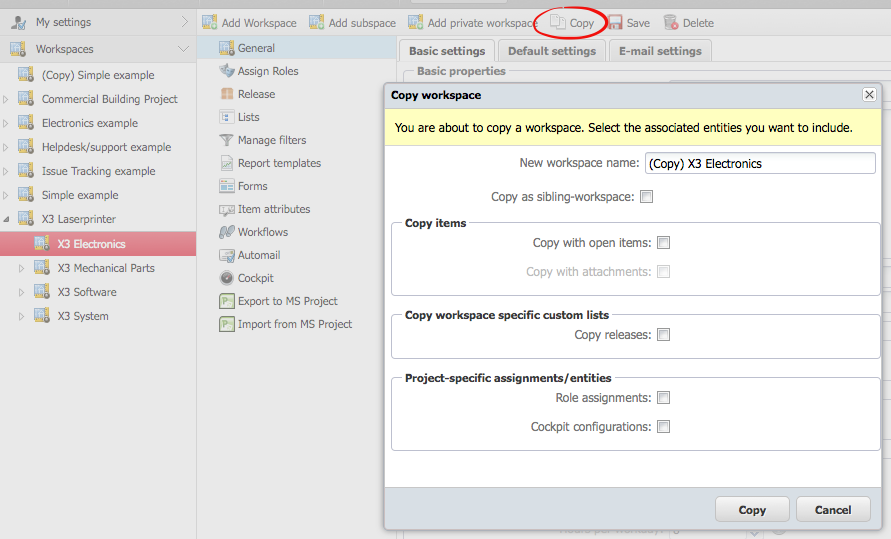 My settings
Workspaces
(Copy) Simple example
Commercial Building Project
Electronics example
Helpdesk/support example
Issue Tracking example
Simple example
X3 Laserprinter
X3 Electronics
X3 Mechanical Parts
X3 Software
X3 System
Add Workspace Add subspace Add private workspace Copy Save Delete
General
Assign Roles
Release
Lists
Manage filters
Report templates
Forms
Item attributes
Workflows
Automail
Cockpit
Export to MS Project
Import from MS Project
Basic settings Default settings E-mail settings
Basic properties
Copy workspace
You are about to copy a workspace. Select the associated entities you want to include.
New workspace name: (Copy) X3 Electronics
Copy as sibling-workspace:
Copy items
Copy with open items:
Copy with attachments:
Copy workspace specific custom lists
Copy releases:
Project-specific assignments/entities
Role assignments:
Cockpit configurations:
Copy Cancel